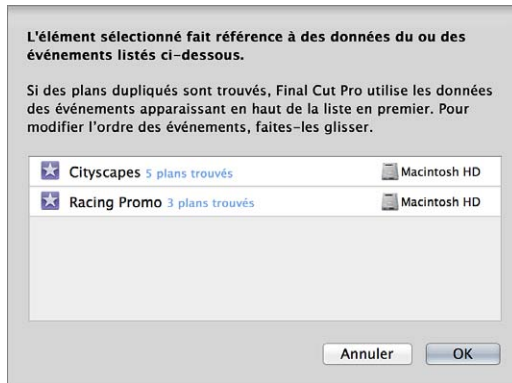 L'élément sélectionné fait référence à des données du ou des
événements listés ci-dessous.
Si des plans dupliqués sont trouvés, Final Cut Pro utilise les données
des événements apparaissant en haut de la liste en premier. Pour
modifier l'ordre des événements, faites-les glisser.
Cityscapes 5 plans trouvés Macintosh HD
Racing Promo 3 plans trouvés Macintosh HD
Annuler OK